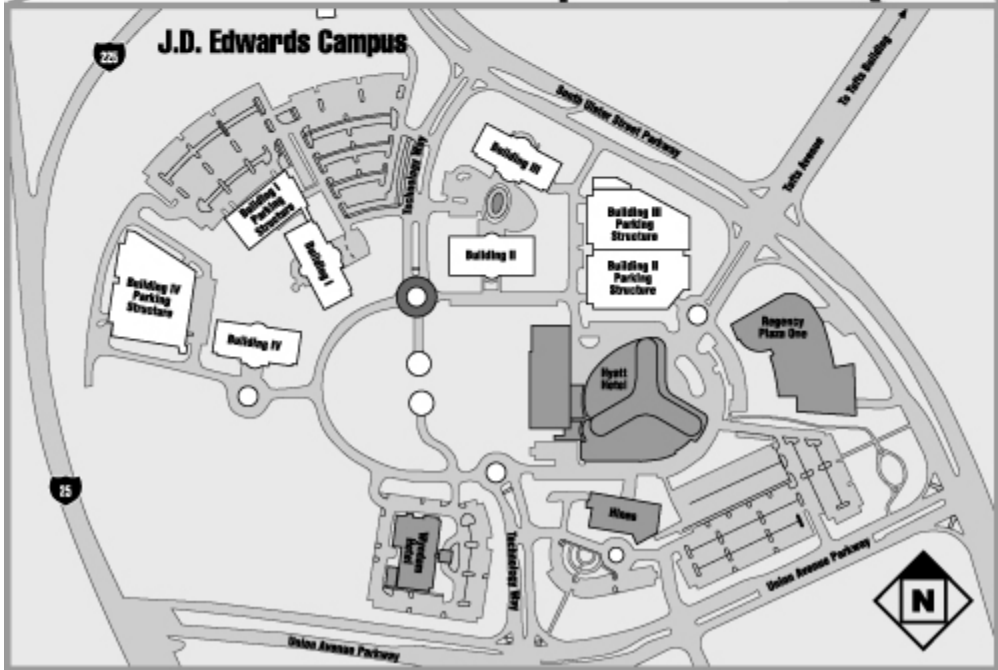 J.D. Edwards Campus
225
South Ulster Street Parkway
To Tufts Building
Tufts Avenue
Technology Way
Building III
Building I
Parking
Structure
Building III
Parking
Structure
Building I
Building II
Building II
Parking
Structure
Building IV
Parking
Structure
Building IV
Regency
Plaza One
Hyatt
Hotel
25
Hines
Hotel
Technology Way
Union Avenue Parkway
Union Avenue Parkway
N